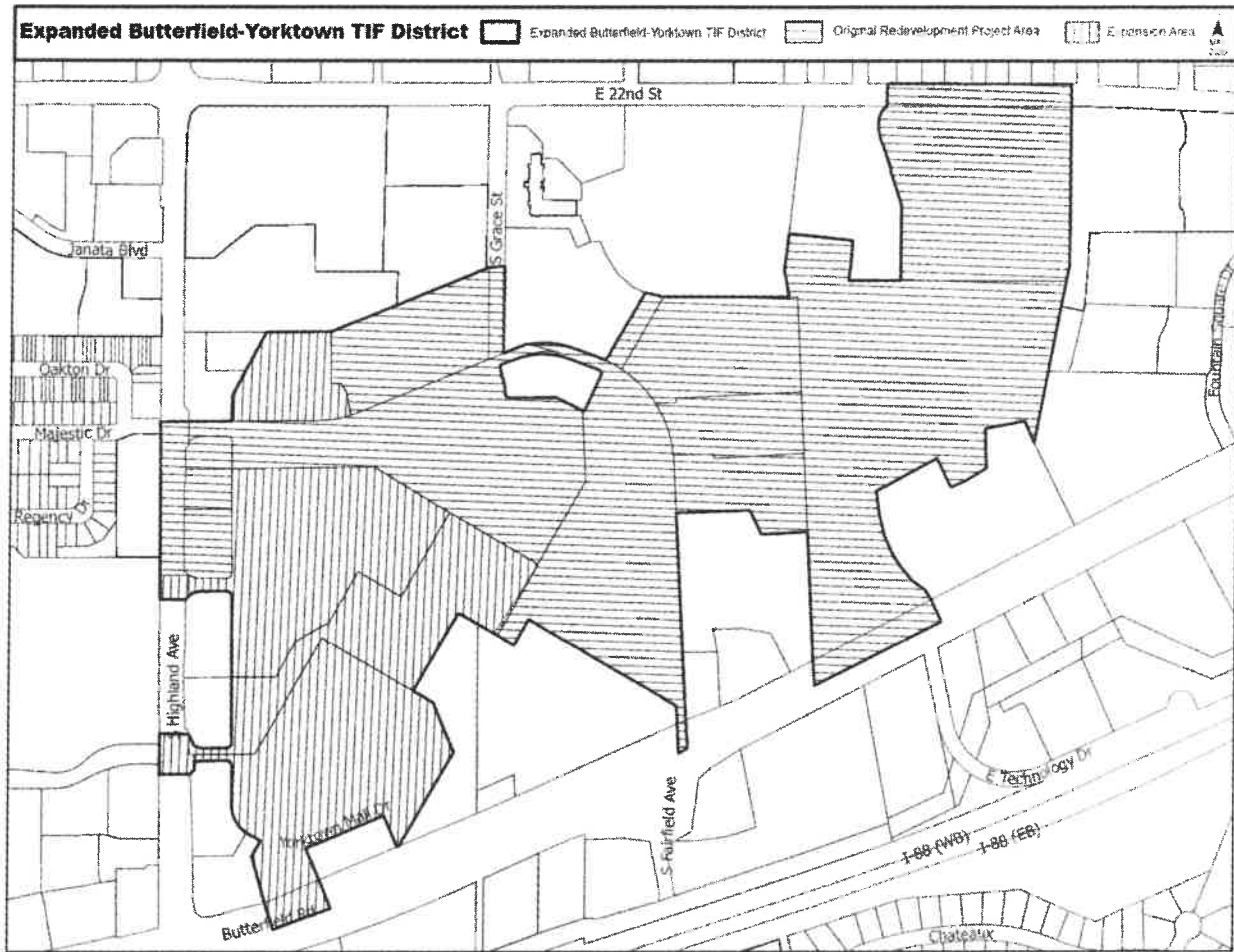 Expanded Butterfield-Yorktown TIF District
Expanded Butterfield-Yorktown TIF District
Original Redevelopment Project Area
Expansion Area
E 22nd St
S Grace St
Janata Blvd
Oakton Dr
Majestic Dr
Regency Dr
Fountain Square Dr
Highland Ave
Yorktown Mall Dr
Butterfield Rd
S Fairfield Ave
E Technology Dr
I-88 (WB)
I-88 (EB)
Chateaux